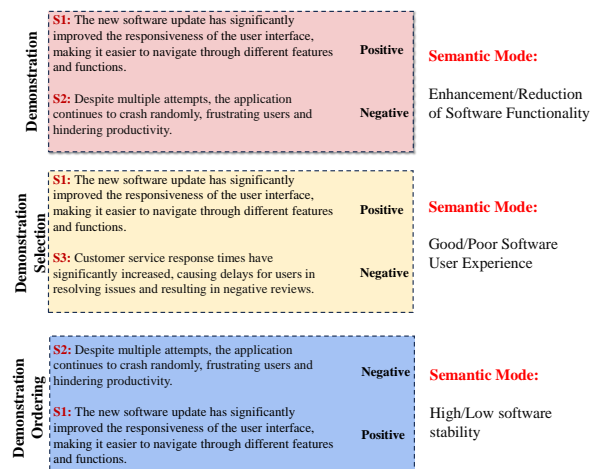 Demonstration
S1: The new software update has significantly
improved the responsiveness of the user interface,
making it easier to navigate through different features
and functions.
Positive
S2: Despite multiple attempts, the application
continues to crash randomly, frustrating users and
hindering productivity.
Negative
Semantic Mode:
Enhancement/Reduction
of Software Functionality
Demonstration
Selection
S1: The new software update has significantly
improved the responsiveness of the user interface,
making it easier to navigate through different features
and functions.
Positive
S3: Customer service response times have
significantly increased, causing delays for users in
resolving issues and resulting in negative reviews.
Negative
Semantic Mode:
Good/Poor Software
User Experience
Demonstration
Ordering
S2: Despite multiple attempts, the application
continues to crash randomly, frustrating users and
hindering productivity.
Negative
S1: The new software update has significantly
improved the responsiveness of the user interface,
making it easier to navigate through different features
and functions.
Positive
Semantic Mode:
High/Low software
stability